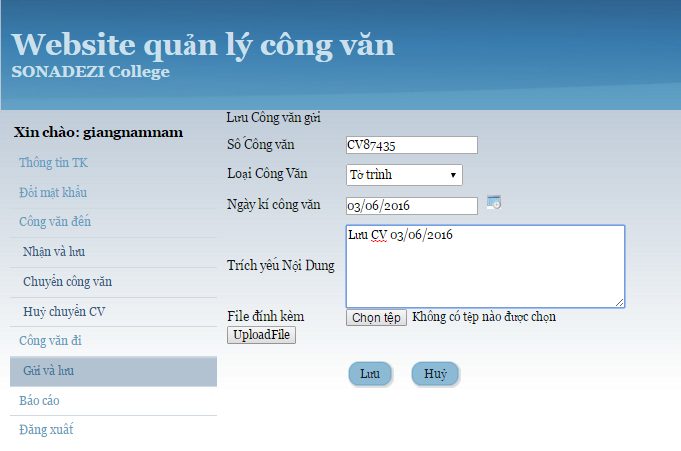 Website quản lý công văn
SONADEZI College
Xin chào: giangnamnam
Thông tin TK
Đổi mật khẩu
Công văn đến
Nhận và lưu
Chuyển công văn
Huỷ chuyển CV
Công văn đi
Gửi và lưu
Báo cáo
Đăng xuất
Lưu Công văn gửi
Số Công văn CV87435
Loại Công Văn Tờ trình
Ngày kí công văn 03/06/2016
Trích yếu Nội Dung Lưu CV 03/06/2016
File đính kèm Chọn tệp Không có tệp nào được chọn
UploadFile
Lưu Huỷ